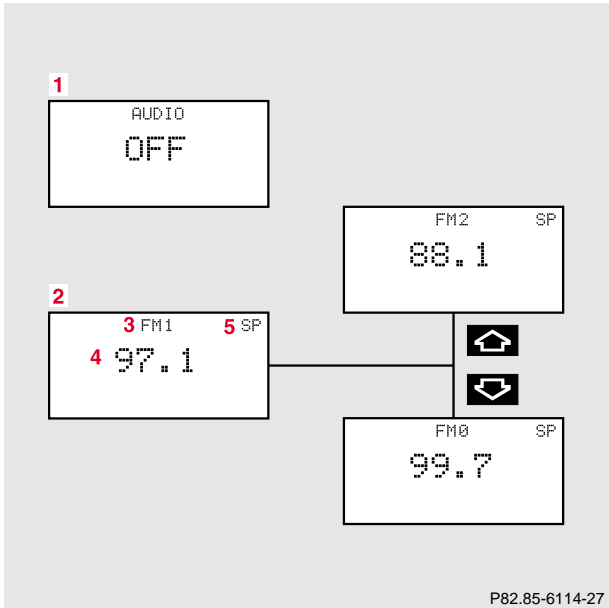 1
AUDIO
OFF
FM2 SP
88.1
2
3 FM1 5 SP
4 97.1
FM0 SP
99.7
P82.85-6114-27